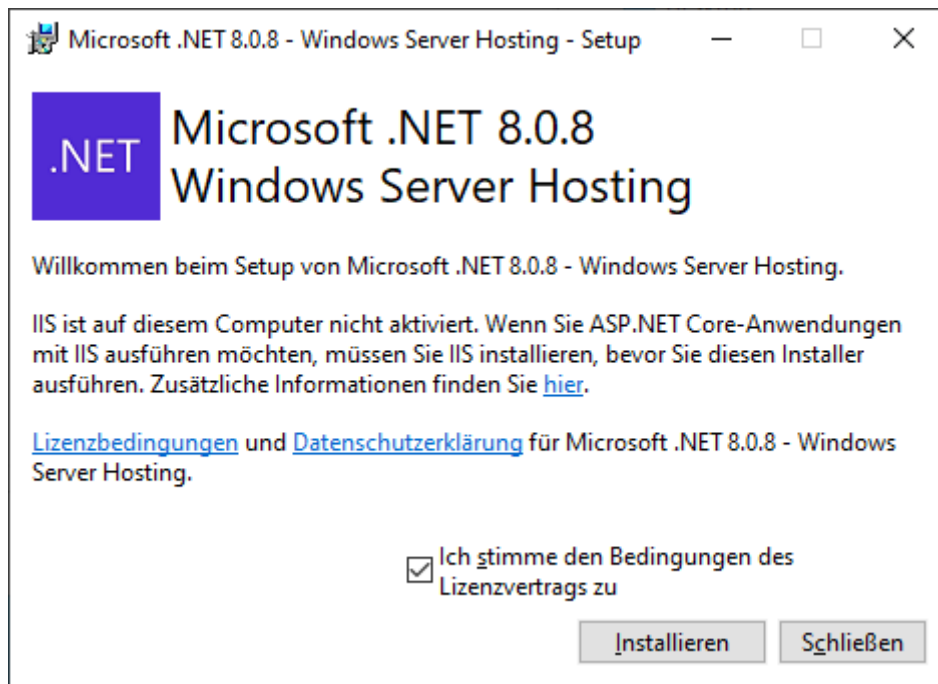 Microsoft .NET 8.0.8 - Windows Server Hosting - Setup
.NET
Microsoft .NET 8.0.8
Windows Server Hosting
Willkommen beim Setup von Microsoft .NET 8.0.8 - Windows Server Hosting.
IIS ist auf diesem Computer nicht aktiviert. Wenn Sie ASP.NET Core-Anwendungen
mit IIS ausführen möchten, müssen Sie IIS installieren, bevor Sie diesen Installer
ausführen. Zusätzliche Informationen finden Sie hier.
Lizenzbedingungen und Datenschutzerklärung für Microsoft .NET 8.0.8 - Windows
Server Hosting.
Ich stimme den Bedingungen des
Lizenzvertrags zu
Installieren
Schließen